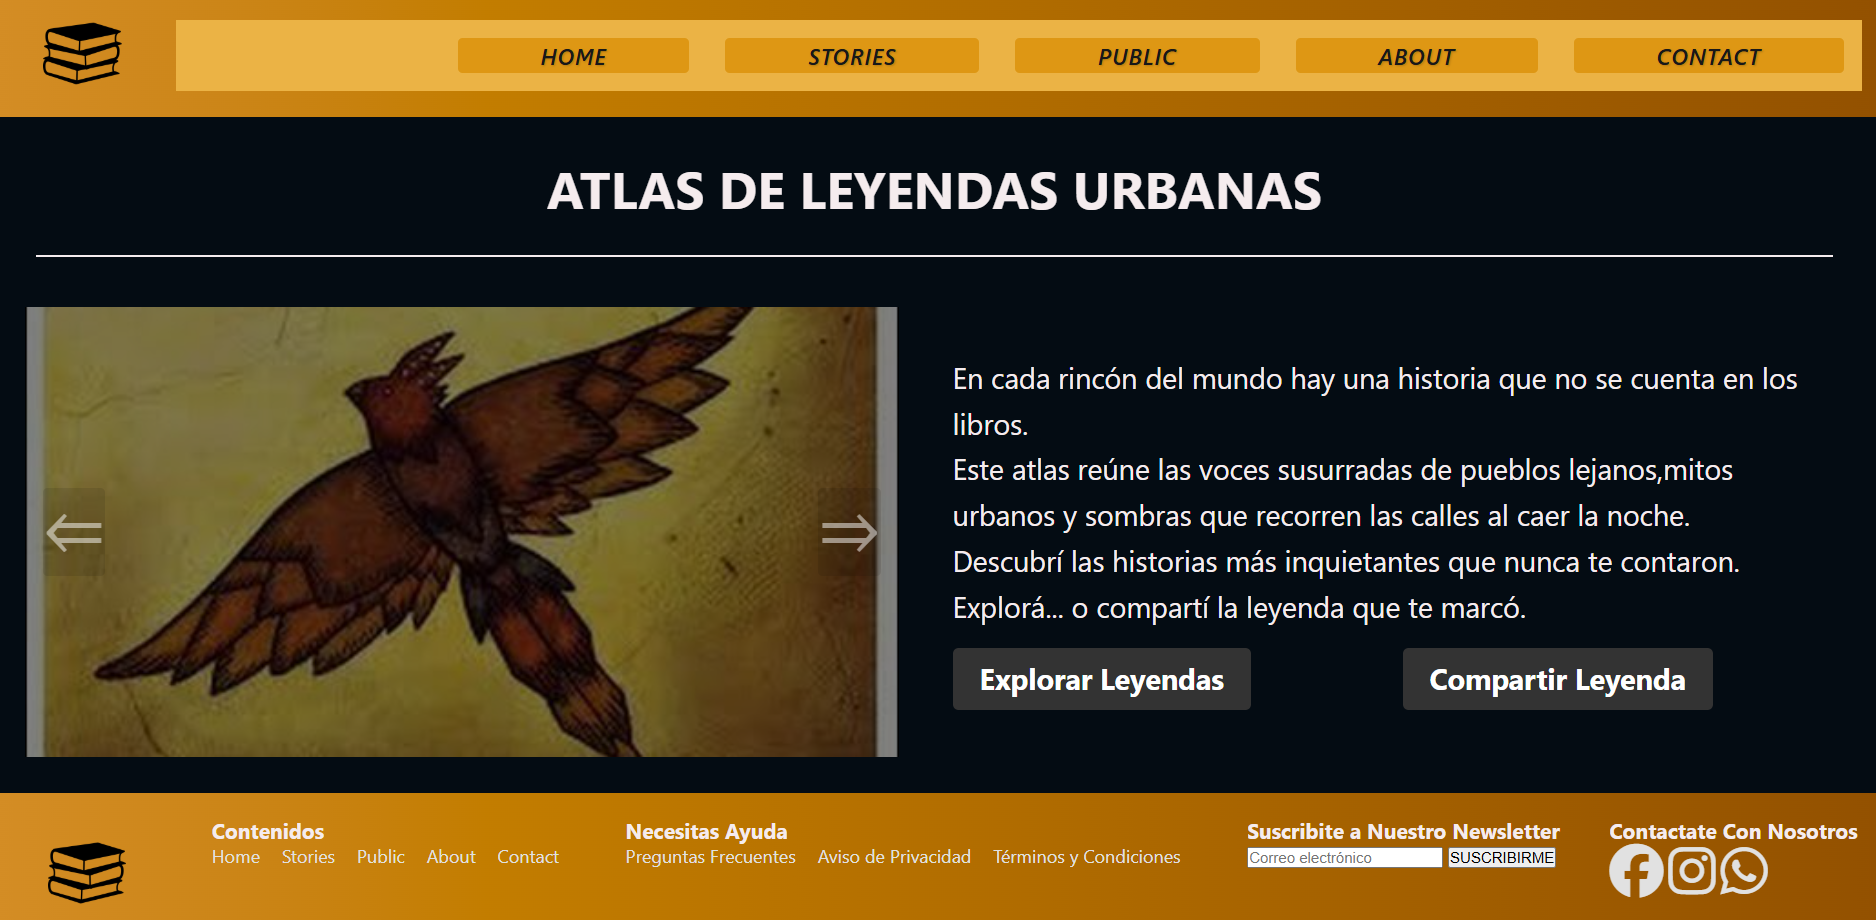 HOME STORIES PUBLIC ABOUT CONTACT
ATLAS DE LEYENDAS URBANAS
En cada rincón del mundo hay una historia que no se cuenta en los
libros.
Este atlas reúne las voces susurradas de pueblos lejanos,mitos
urbanos y sombras que recorren las calles al caer la noche.
Descubrí las historias más inquietantes que nunca te contaron.
Explorá... o compartí la leyenda que te marcó.
Explorar Leyendas Compartir Leyenda
Contenidos
Home Stories Public About Contact
Necesitas Ayuda
Preguntas Frecuentes Aviso de Privacidad Términos y Condiciones
Suscribite a Nuestro Newsletter
Correo electrónico SUSCRIBIRME
Contactate Con Nosotros